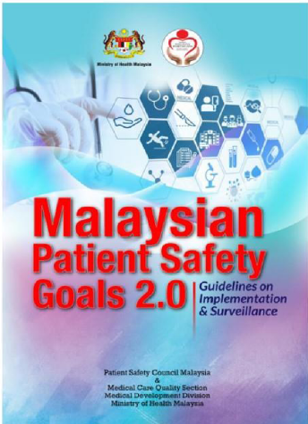 Ministry of Health Malaysia
Malaysian
Patient Safety
Goals 2.0
Guidelines on
Implementation
& Surveillance
Patient Safety Council Malaysia
&
Medical Care Quality Section
Medical Development Division
Ministry of Health Malaysia